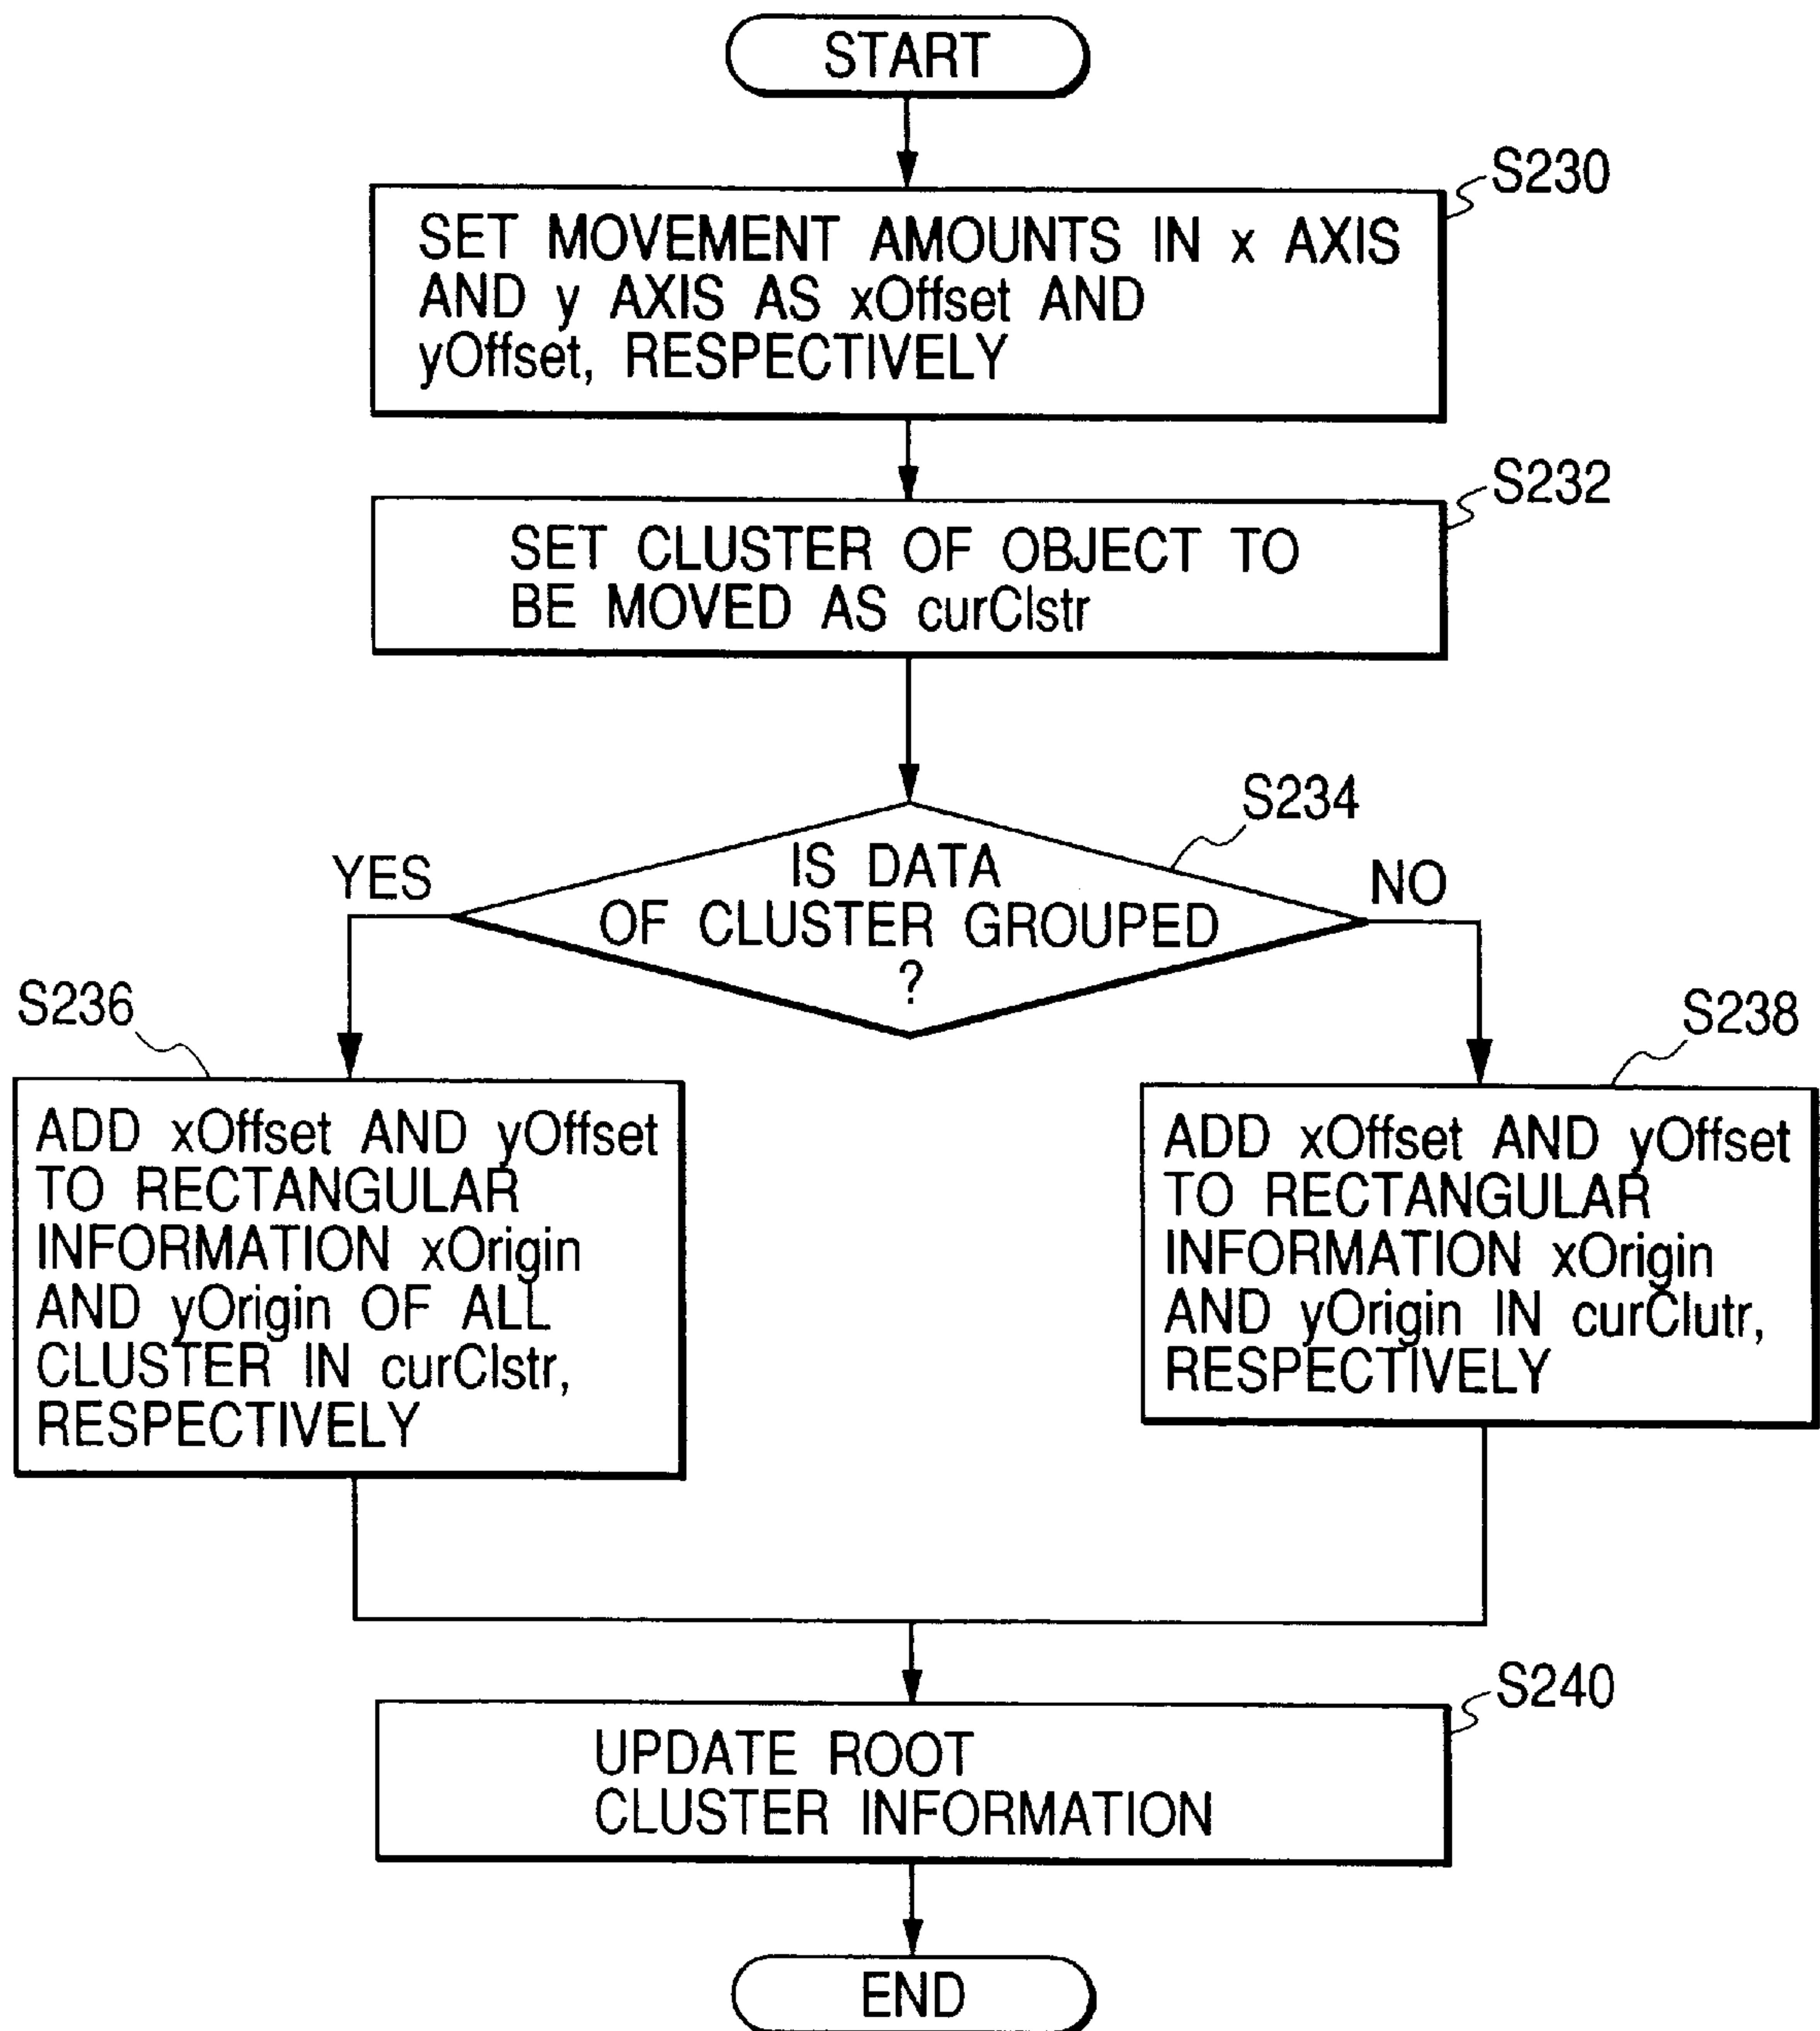 START
S230
SET MOVEMENT AMOUNTS IN x AXIS
AND y AXIS AS xOffset AND
yOffset, RESPECTIVELY
S232
SET CLUSTER OF OBJECT TO
BE MOVED AS curClstr
S234
IS DATA
OF CLUSTER GROUPED
?
YES
NO
S236
ADD xOffset AND yOffset
TO RECTANGULAR
INFORMATION xOrigin
AND yOrigin OF ALL
CLUSTER IN curClstr,
RESPECTIVELY
S238
ADD xOffset AND yOffset
TO RECTANGULAR
INFORMATION xOrigin
AND yOrigin IN curClutr,
RESPECTIVELY
S240
UPDATE ROOT
CLUSTER INFORMATION
END